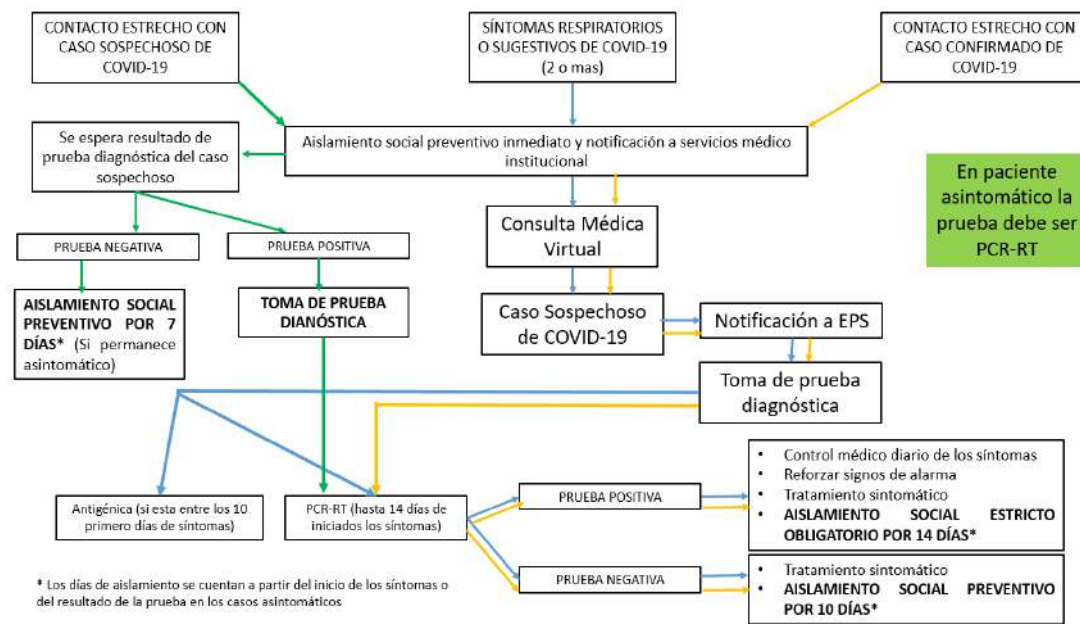 CONTACTO ESTRECHO CON
CASO SOSPECHOSO DE
COVID-19
SÍNTOMAS RESPIRATORIOS
O SUGESTIVOS DE COVID-19
(2 o mas)
CONTACTO ESTRECHO CON
CASO CONFIRMADO DE
COVID-19
Se espera resultado de
prueba diagnóstica del caso
sospechoso
Aislamiento social preventivo inmediato y notificación a servicios médico
institucional
En paciente
asintomático la
prueba debe ser
PCR-RT
Consulta Médica
Virtual
PRUEBA NEGATIVA
PRUEBA POSITIVA
AISLAMIENTO SOCIAL
PREVENTIVO POR 7
DÍAS* (Si permanece
asintomático)
TOMA DE PRUEBA
DIANÓSTICA
Caso Sospechoso
de COVID-19
Notificación a EPS
Toma de prueba
diagnóstica
Antigénica (si esta entre los 10
primero días de síntomas)
PCR-RT (hasta 14 días de
iniciados los síntomas)
PRUEBA POSITIVA
• Control médico diario de los síntomas
• Reforzar signos de alarma
• Tratamiento sintomático
• AISLAMIENTO SOCIAL ESTRICTO
OBLIGATORIO POR 14 DÍAS*
PRUEBA NEGATIVA
• Tratamiento sintomático
• AISLAMIENTO SOCIAL PREVENTIVO
POR 10 DÍAS*
* Los días de aislamiento se cuentan a partir del inicio de los síntomas o
del resultado de la prueba en los casos asintomáticos